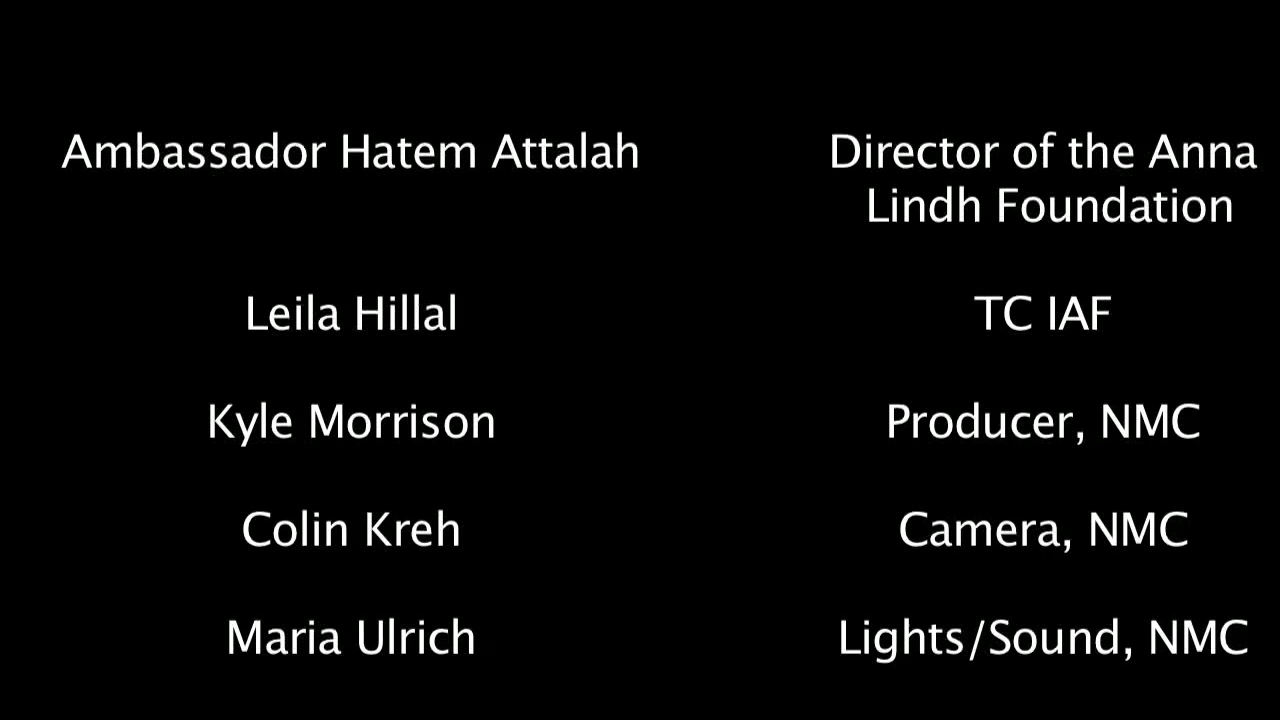 Ambassador Hatem Attalah
Director of the Anna
Lindh Foundation
Leila Hillal
TC IAF
Kyle Morrison
Producer, NMC
Colin Kreh
Camera, NMC
Maria Ulrich
Lights/Sound, NMC